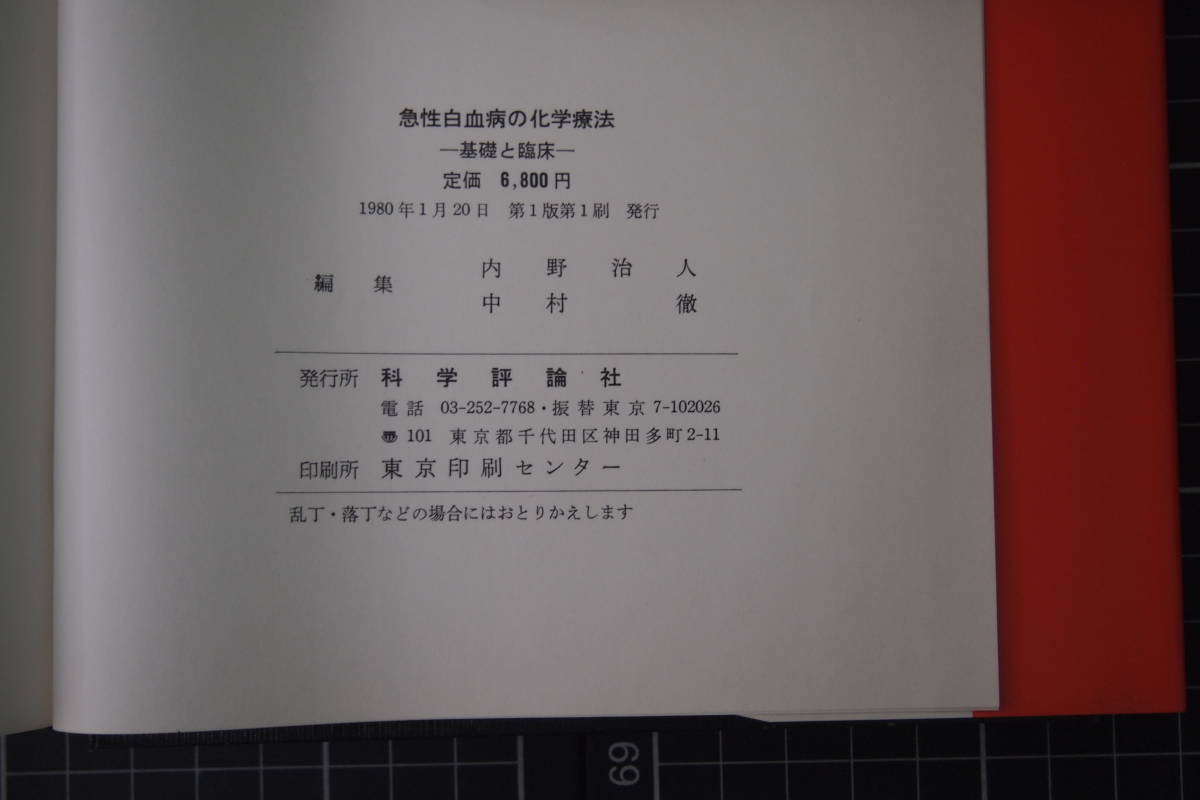 急性白血病の化学療法
―基礎と臨床―
定価 6,800円
1980年1月20日 第1版第1刷 発行
編集 内野治人
中村徹
発行所 科学評論社
電話 03-252-7768・振替東京7-102026
〠 101 東京都千代田区神田多町2-11
印刷所 東京印刷センター
乱丁・落丁などの場合にはおとりかえします
69